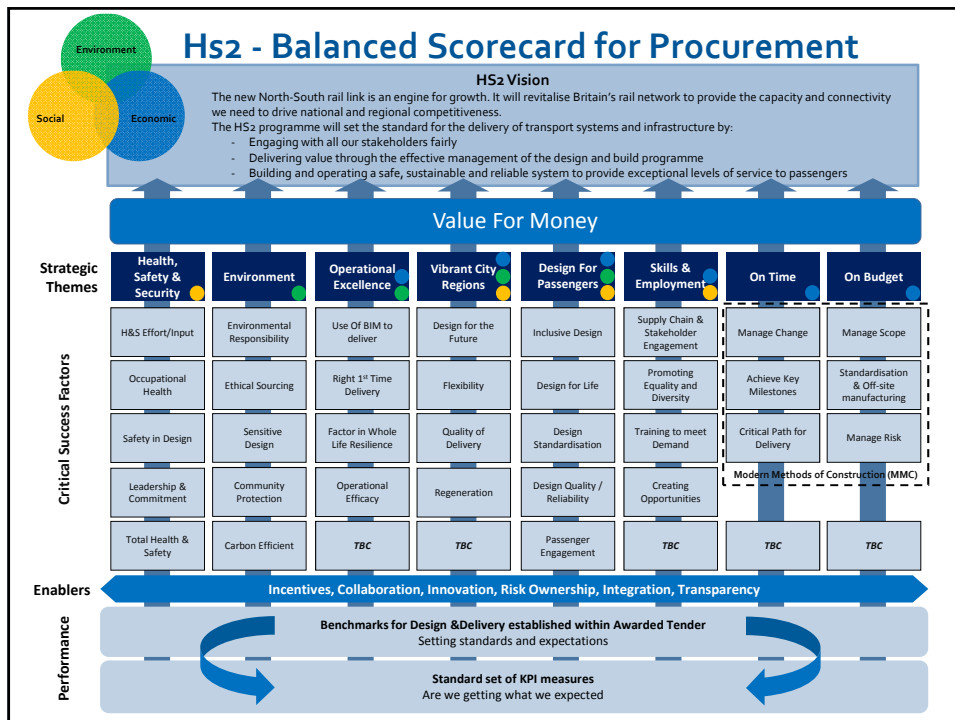 Hs2 - Balanced Scorecard for Procurement
Environment
Social
Economic
HS2 Vision
The new North-South rail link is an engine for growth. It will revitalise Britain's rail network to provide the capacity and connectivity
we need to drive national and regional competitiveness.
The HS2 programme will set the standard for the delivery of transport systems and infrastructure by:
- Engaging with all our stakeholders fairly
- Delivering value through the effective management of the design and build programme
- Building and operating a safe, sustainable and reliable system to provide exceptional levels of service to passengers
Value For Money
Strategic
Themes
Health,
Safety &
Security
Environment
Operational
Excellence
Vibrant City
Regions
Design For
Passengers
Skills &
Employment
On Time
On Budget
Critical Success Factors
H&S Effort/Input
Environmental
Responsibility
Use Of BIM to
deliver
Design for the
Future
Inclusive Design
Supply Chain &
Stakeholder
Engagement
Manage Change
Manage Scope
Occupational
Health
Ethical Sourcing
Right 1st Time
Delivery
Flexibility
Design for Life
Promoting
Equality and
Diversity
Achieve Key
Milestones
Standardisation
& Off-site
manufacturing
Safety in Design
Sensitive
Design
Factor in Whole
Life Resilience
Quality of
Delivery
Design
Standardisation
Training to meet
Demand
Critical Path for
Delivery
Manage Risk
Modern Methods of Construction (MMC)
Leadership &
Commitment
Community
Protection
Operational
Efficacy
Regeneration
Design Quality /
Reliability
Creating
Opportunities
Total Health &
Safety
Carbon Efficient
TBC
TBC
Passenger
Engagement
TBC
TBC
TBC
Enablers
Incentives, Collaboration, Innovation, Risk Ownership, Integration, Transparency
Performance
Benchmarks for Design &Delivery established within Awarded Tender
Setting standards and expectations
Standard set of KPI measures
Are we getting what we expected